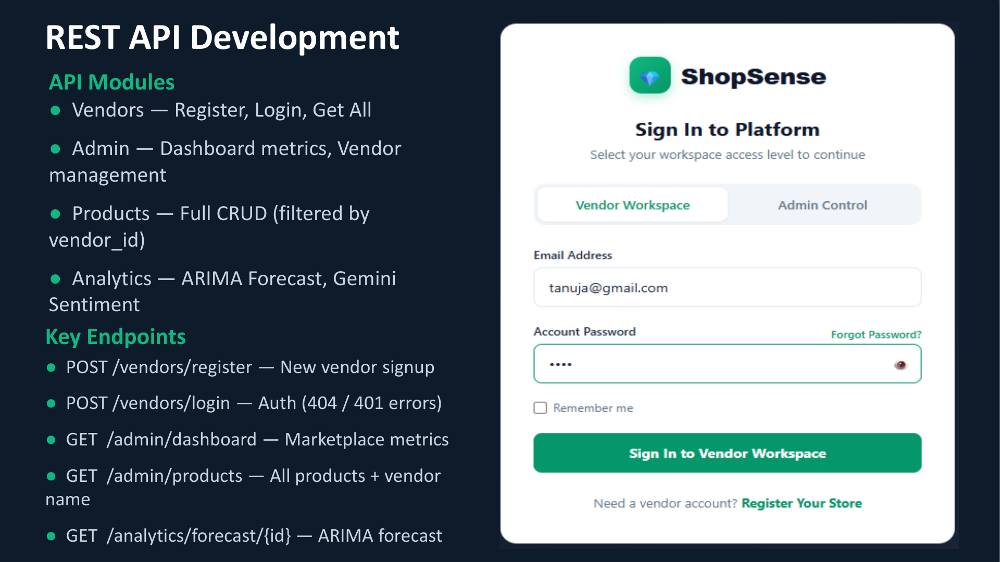 REST API Development
API Modules
● Vendors — Register, Login, Get All
● Admin — Dashboard metrics, Vendor
management
● Products — Full CRUD (filtered by
vendor_id)
● Analytics — ARIMA Forecast, Gemini
Sentiment
Key Endpoints
● POST /vendors/register — New vendor signup
● POST /vendors/login — Auth (404 / 401 errors)
● GET  /admin/dashboard — Marketplace metrics
● GET  /admin/products — All products + vendor
name
● GET  /analytics/forecast/{id} — ARIMA forecast
ShopSense
Sign In to Platform
Select your workspace access level to continue
Vendor Workspace
Admin Control
Email Address
tanuja@gmail.com
Account Password
Forgot Password?
••••
Remember me
Sign In to Vendor Workspace
Need a vendor account? Register Your Store